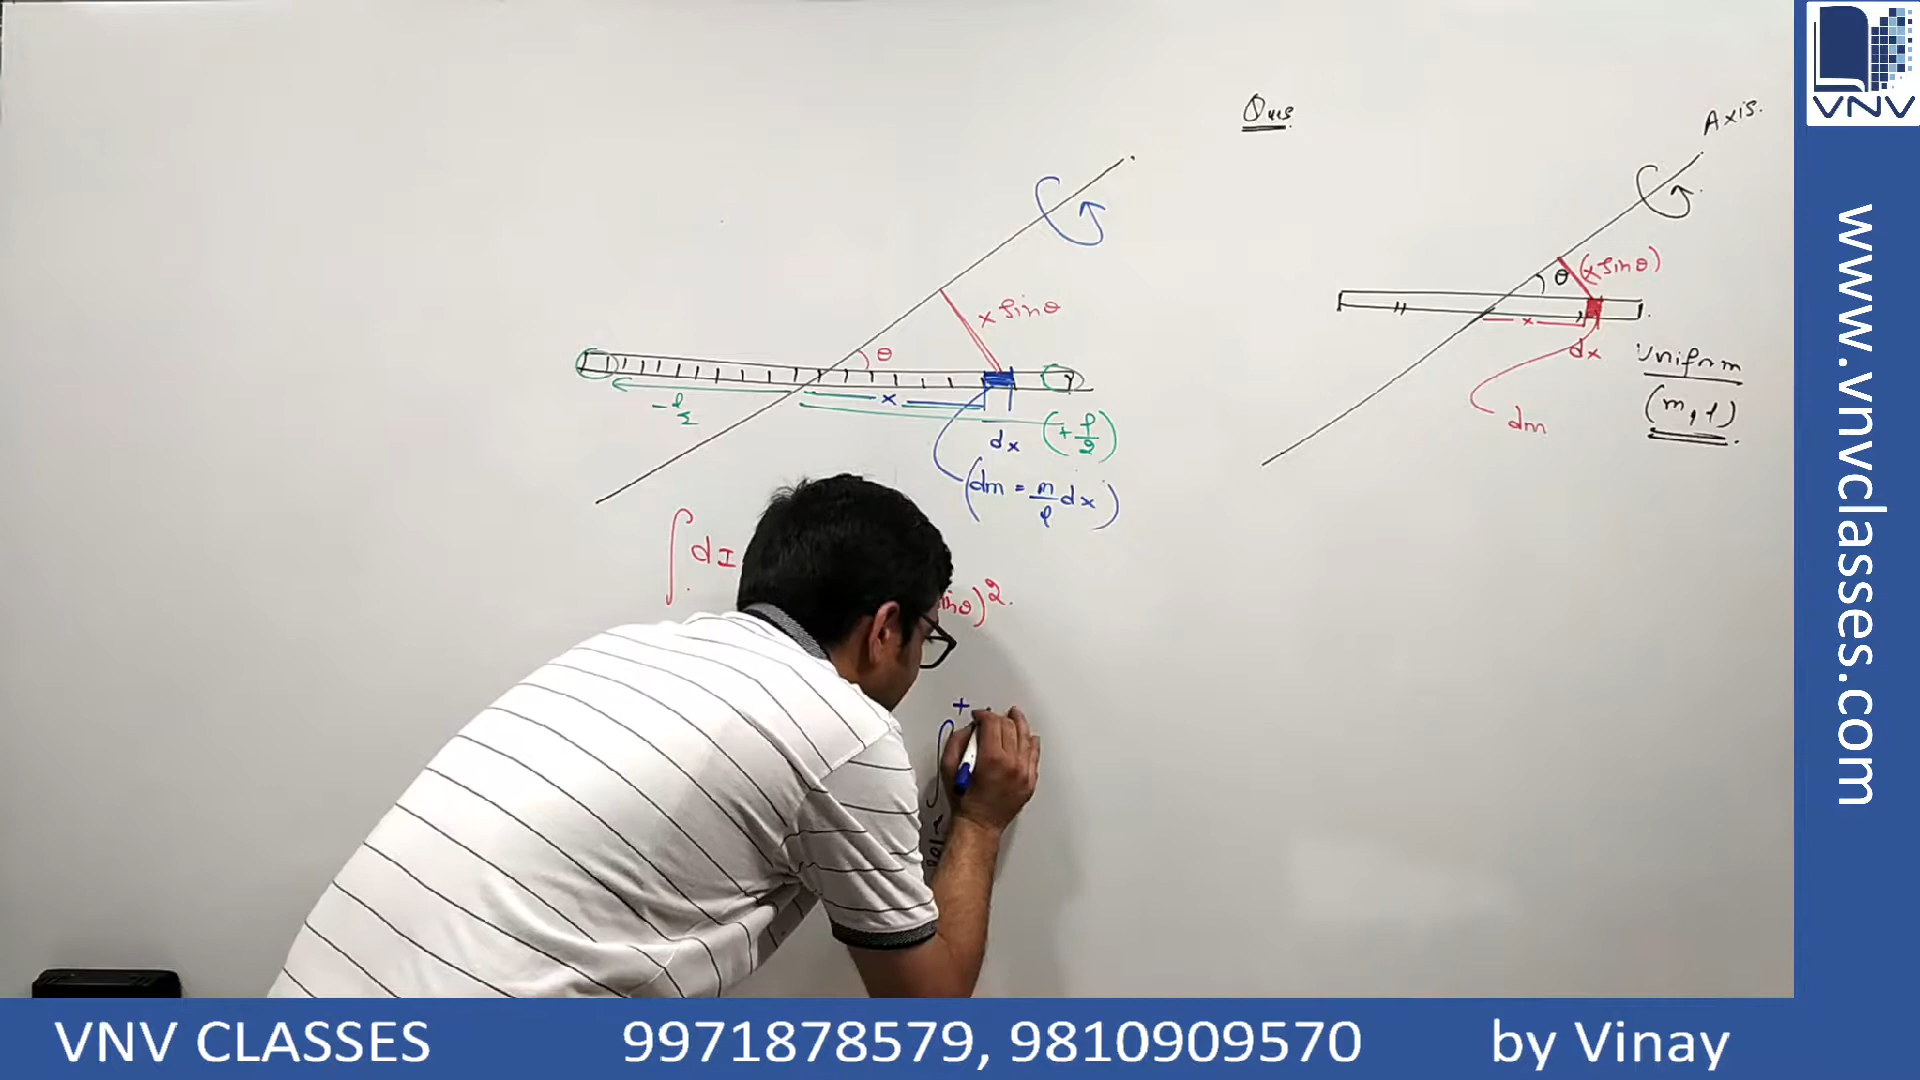 Ques.
Axis.
θ (x sinθ)
x
dx
Uniform
(m, l)
dm
x sinθ
θ
-l/2
x
dx
(+l/2)
(dm = m/l dx)
∫ dI
inθ)².
+
VNV
www.vnvclasses.com
VNV CLASSES 9971878579, 9810909570 by Vinay